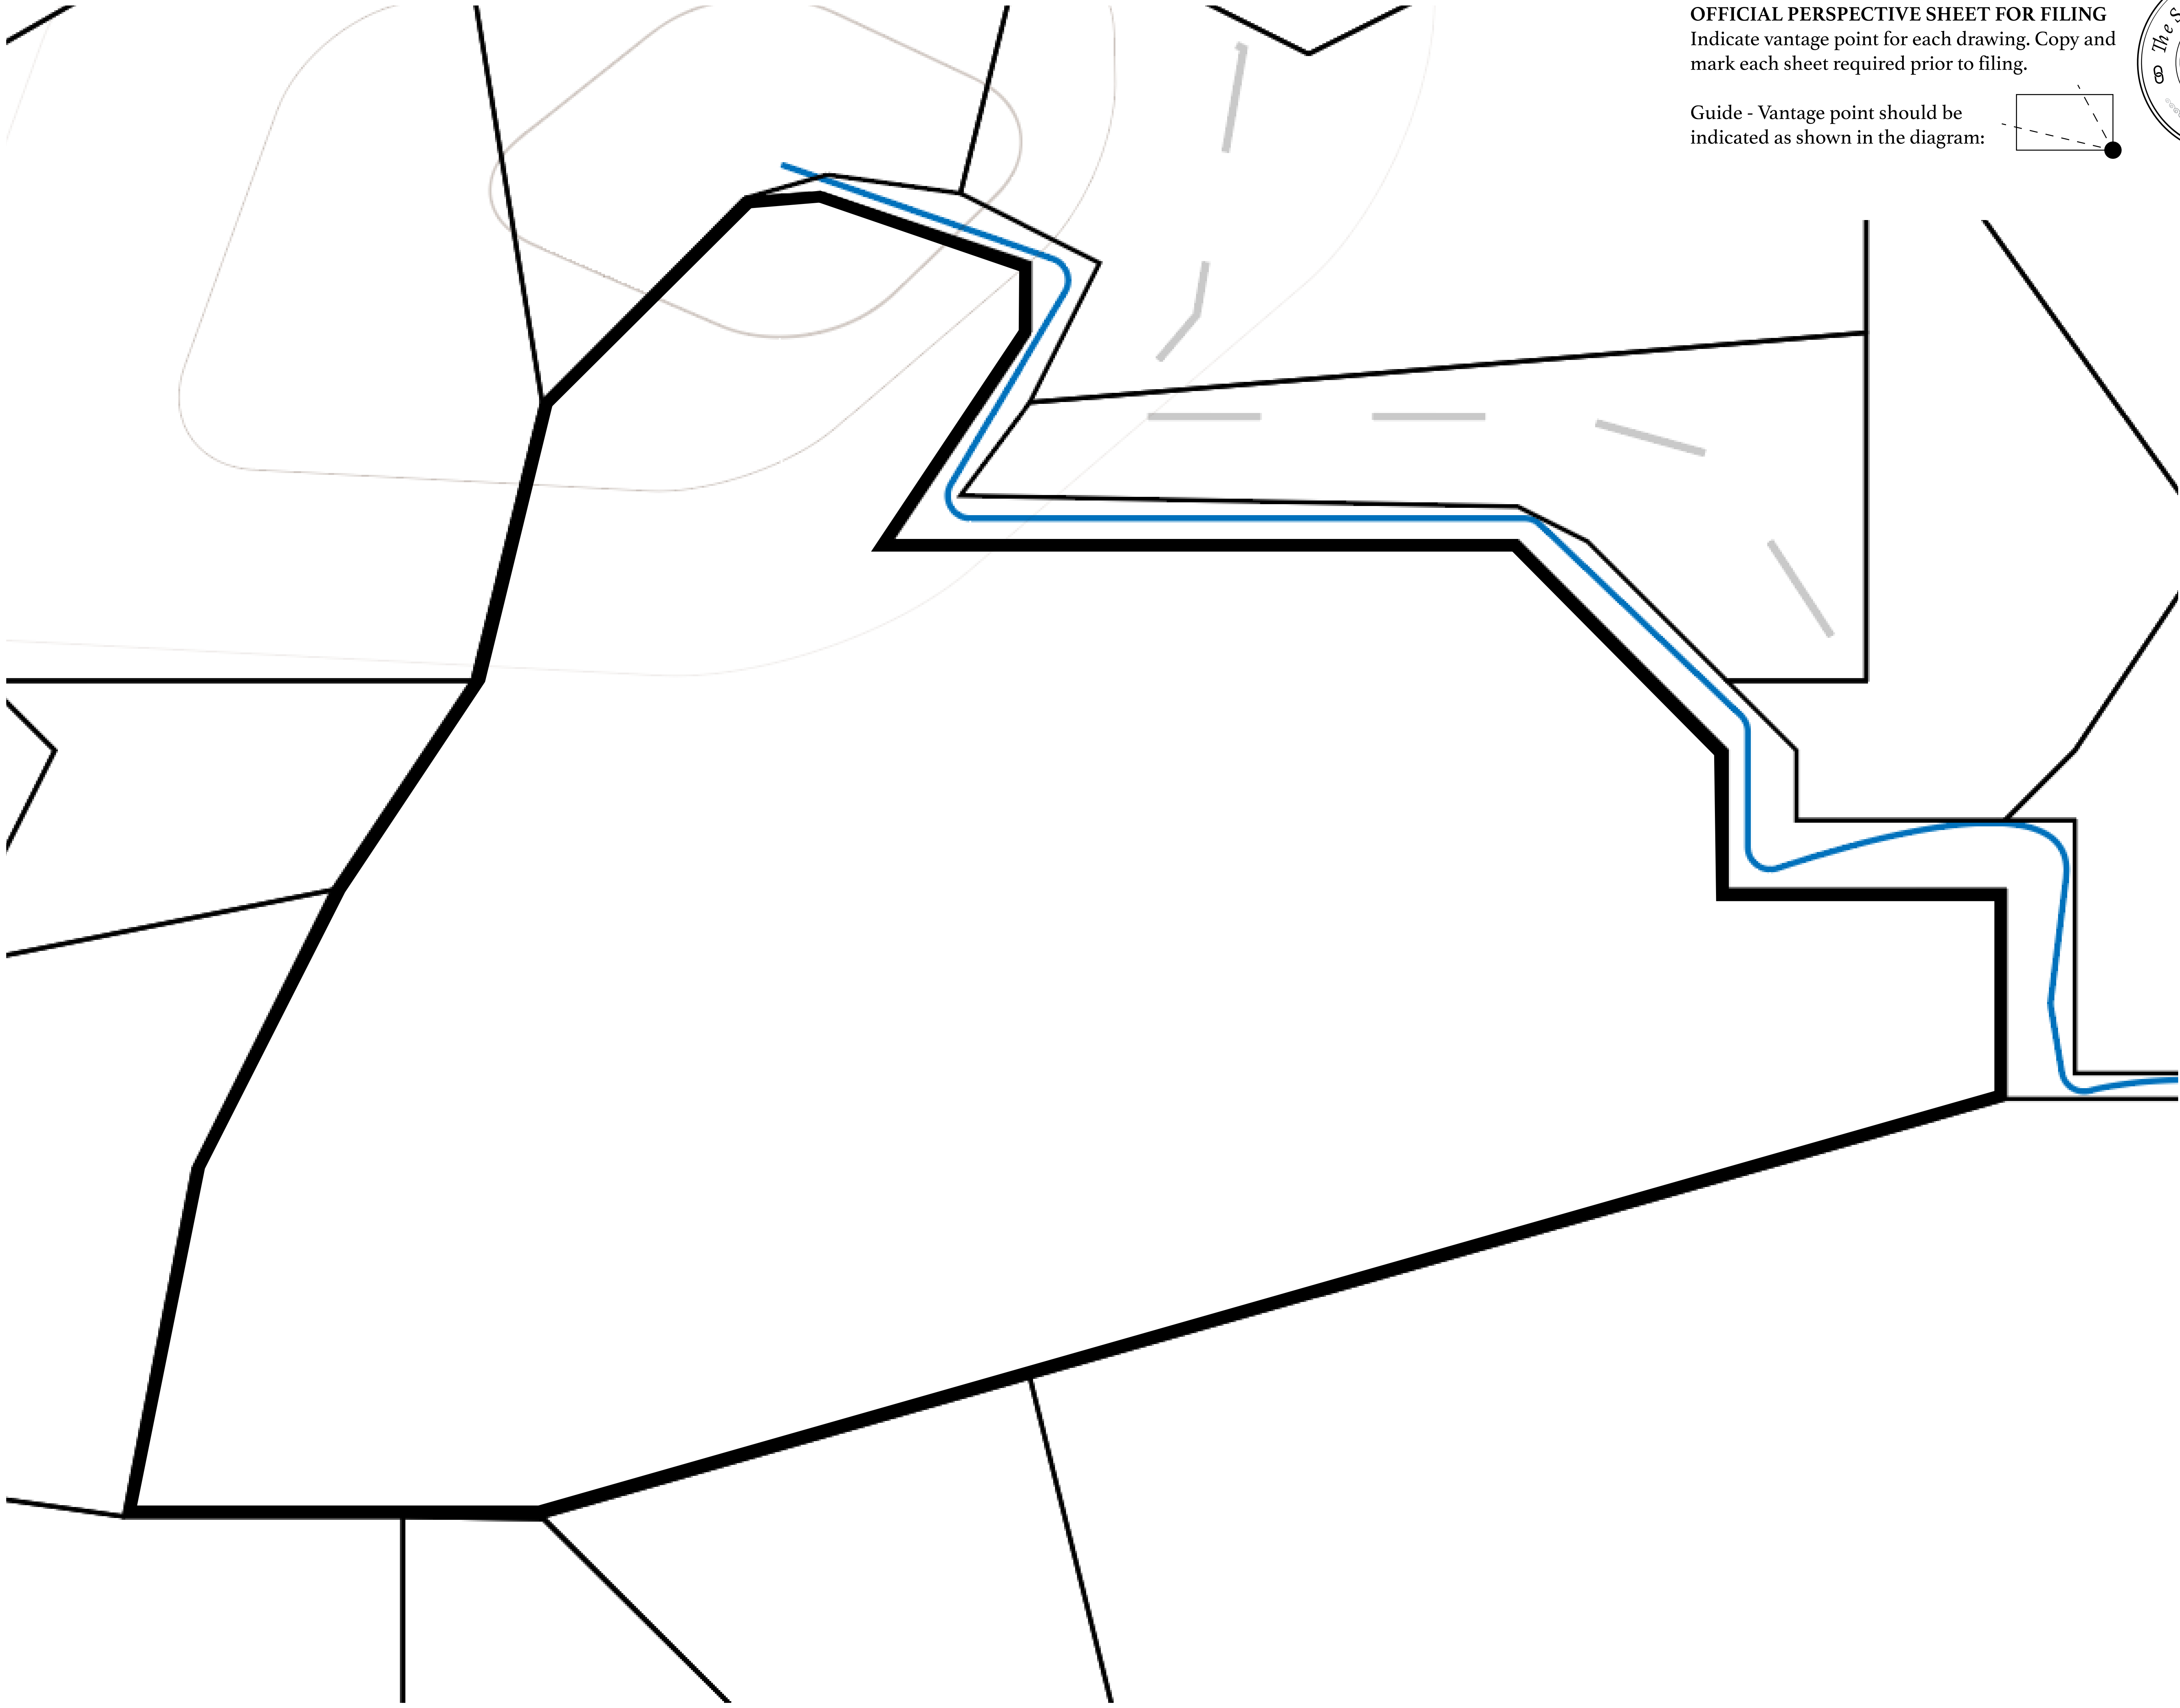 OFFICIAL PERSPECTIVE SHEET FOR FILING
Indicate vantage point for each drawing. Copy and
mark each sheet required prior to filing.
Guide - Vantage point should be
indicated as shown in the diagram:
The